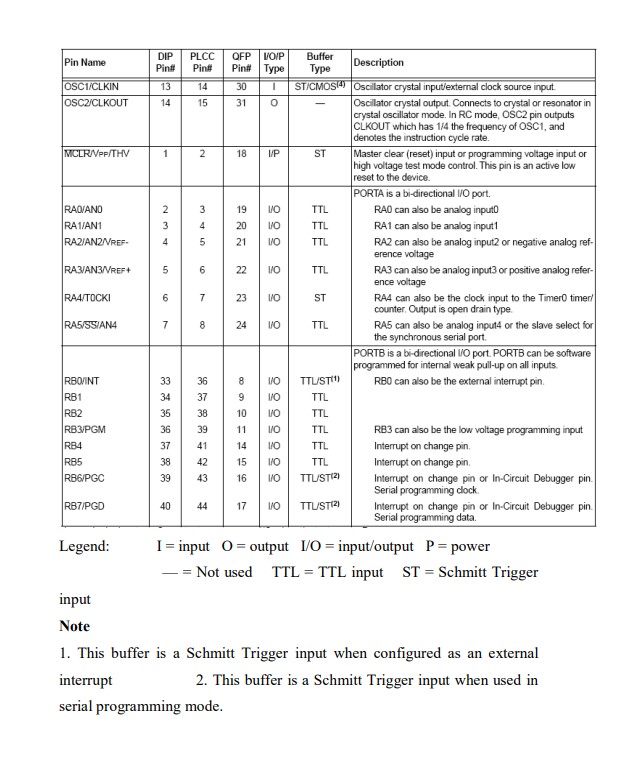 Pin Name DIP Pin# PLCC Pin# QFP Pin# I/O/P Type Buffer Type Description
OSC1/CLKIN 13 14 30 I ST/CMOS(4) Oscillator crystal input/external clock source input.
OSC2/CLKOUT 14 15 31 O — Oscillator crystal output. Connects to crystal or resonator in
crystal oscillator mode. In RC mode, OSC2 pin outputs
CLKOUT which has 1/4 the frequency of OSC1, and
denotes the instruction cycle rate.
MCLR/VPP/THV 1 2 18 I/P ST Master clear (reset) input or programming voltage input or
high voltage test mode control. This pin is an active low
reset to the device.
PORTA is a bi-directional I/O port.
RA0/AN0 2 3 19 I/O TTL RA0 can also be analog input0
RA1/AN1 3 4 20 I/O TTL RA1 can also be analog input1
RA2/AN2/VREF- 4 5 21 I/O TTL RA2 can also be analog input2 or negative analog ref-
erence voltage
RA3/AN3/VREF+ 5 6 22 I/O TTL RA3 can also be analog input3 or positive analog refer-
ence voltage
RA4/T0CKI 6 7 23 I/O ST RA4 can also be the clock input to the Timer0 timer/
counter. Output is open drain type.
RA5/SS/AN4 7 8 24 I/O TTL RA5 can also be analog input4 or the slave select for
the synchronous serial port.
PORTB is a bi-directional I/O port. PORTB can be software
programmed for internal weak pull-up on all inputs.
RB0/INT 33 36 8 I/O TTL/ST(1) RB0 can also be the external interrupt pin.
RB1 34 37 9 I/O TTL
RB2 35 38 10 I/O TTL
RB3/PGM 36 39 11 I/O TTL RB3 can also be the low voltage programming input
RB4 37 41 14 I/O TTL Interrupt on change pin.
RB5 38 42 15 I/O TTL Interrupt on change pin.
RB6/PGC 39 43 16 I/O TTL/ST(2) Interrupt on change pin or In-Circuit Debugger pin.
Serial programming clock.
RB7/PGD 40 44 17 I/O TTL/ST(2) Interrupt on change pin or In-Circuit Debugger pin.
Serial programming data.
Legend: I = input O = output I/O = input/output P = power
— = Not used TTL = TTL input ST = Schmitt Trigger
input
Note
1. This buffer is a Schmitt Trigger input when configured as an external
interrupt 2. This buffer is a Schmitt Trigger input when used in
serial programming mode.